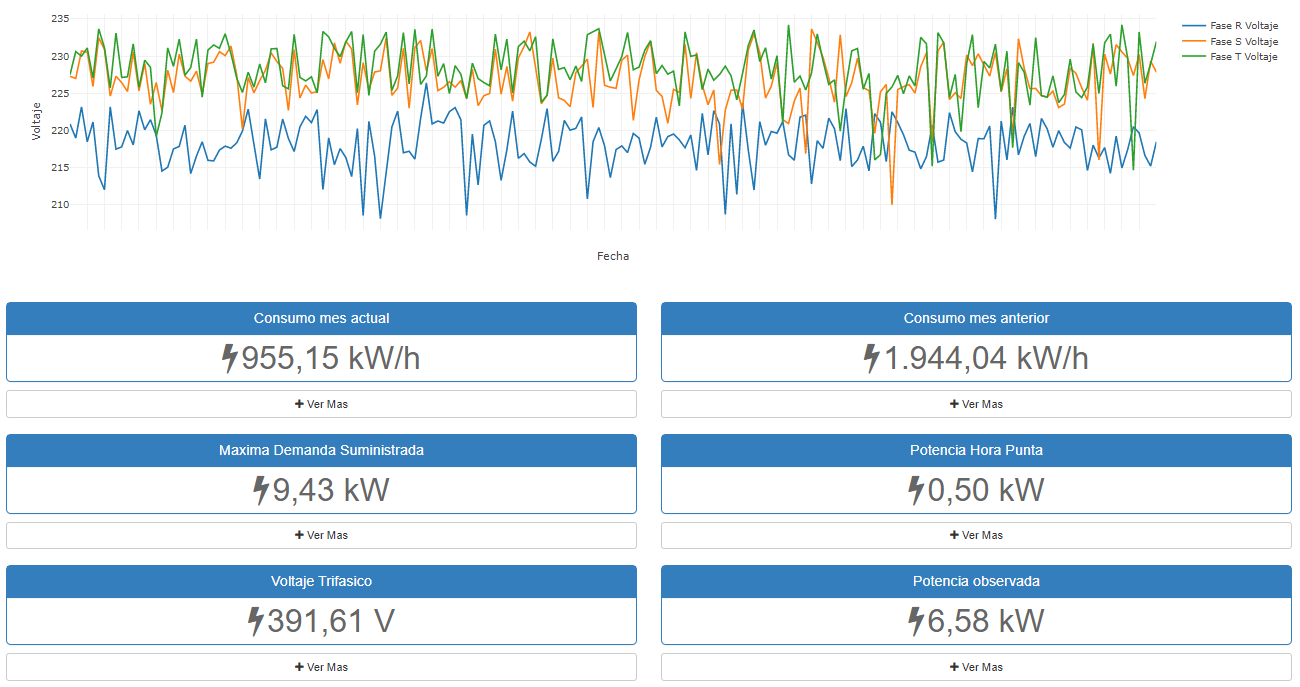 235
230
225
220
215
210
Voltaje
Fecha
Fase R Voltaje
Fase S Voltaje
Fase T Voltaje
Consumo mes actual
955,15 kW/h
Ver Mas
Consumo mes anterior
1.944,04 kW/h
Ver Mas
Maxima Demanda Suministrada
9,43 kW
Ver Mas
Potencia Hora Punta
0,50 kW
Ver Mas
Voltaje Trifasico
391,61 V
Ver Mas
Potencia observada
6,58 kW
Ver Mas